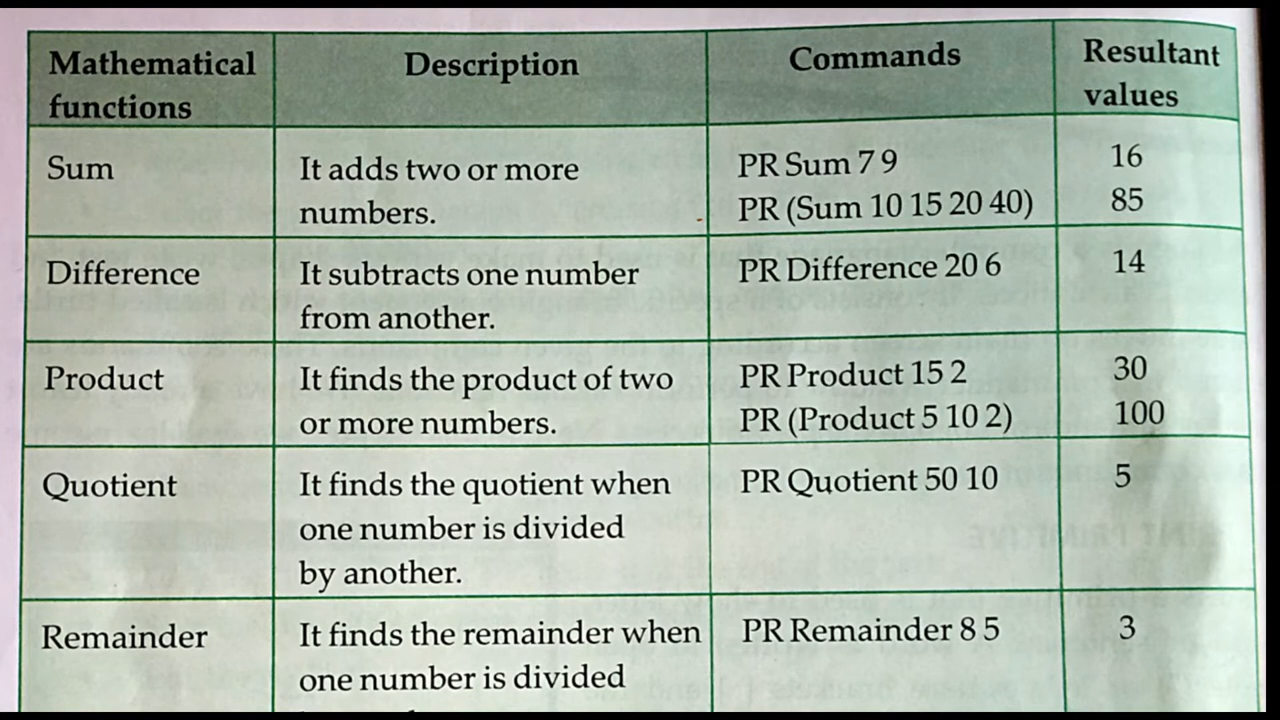 Mathematical functions Description Commands Resultant values
Sum It adds two or more PR Sum 7 9 16
numbers. PR (Sum 10 15 20 40) 85
Difference It subtracts one number PR Difference 20 6 14
from another.
Product It finds the product of two PR Product 15 2 30
or more numbers. PR (Product 5 10 2) 100
Quotient It finds the quotient when PR Quotient 50 10 5
one number is divided
by another.
Remainder It finds the remainder when PR Remainder 8 5 3
one number is divided